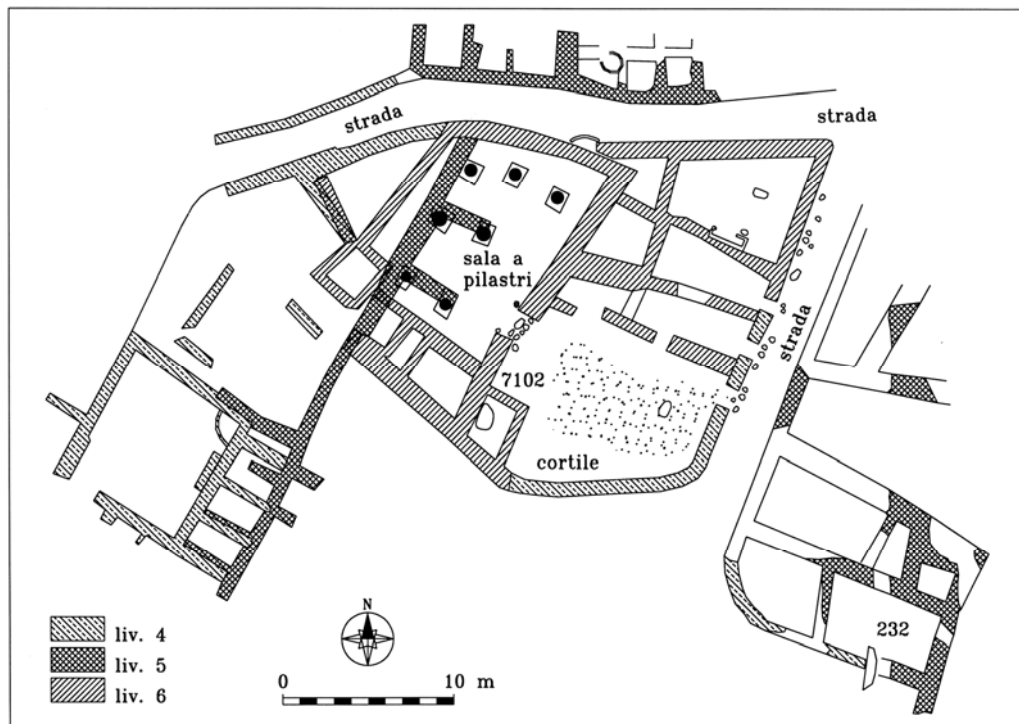 strada
strada
sala a
pilastri
strada
7102
cortile
232
liv. 4
liv. 5
liv. 6
N
0 10 m